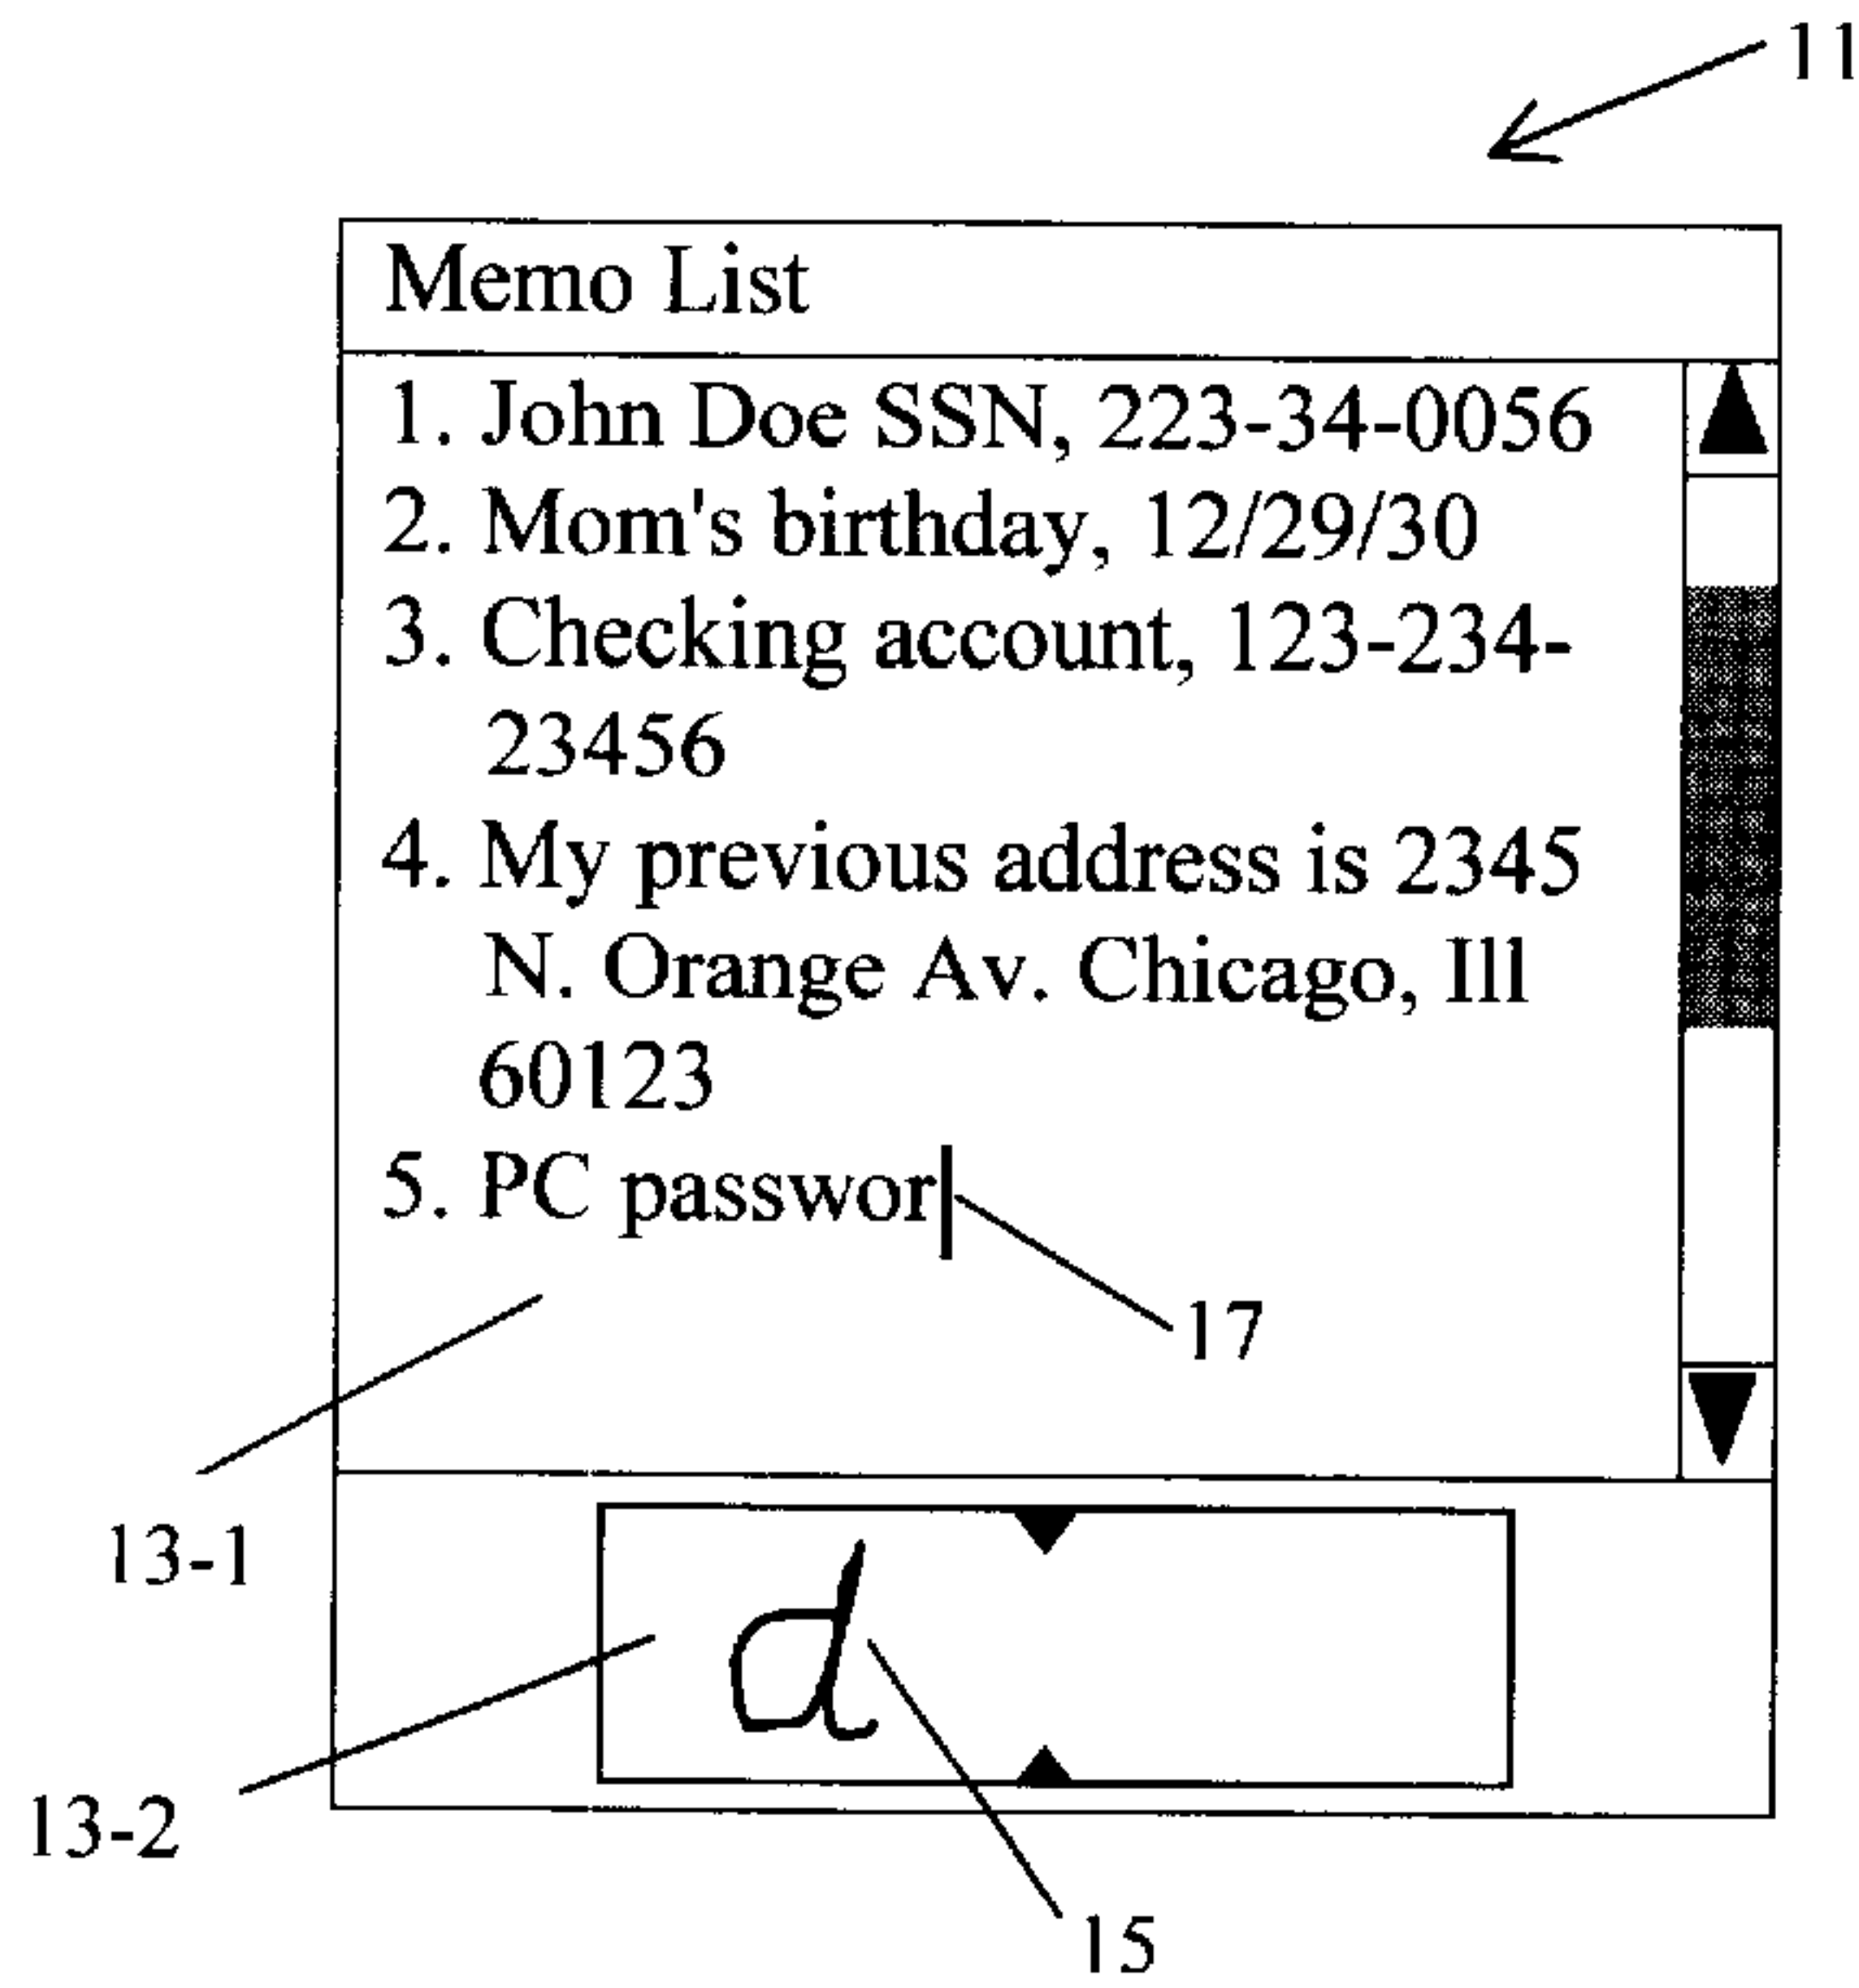 11
Memo List
1. John Doe SSN, 223-34-0056
2. Mom's birthday, 12/29/30
3. Checking account, 123-234-
23456
4. My previous address is 2345
N. Orange Av. Chicago, Ill
60123
5. PC passwor
17
13-1
d
13-2
15